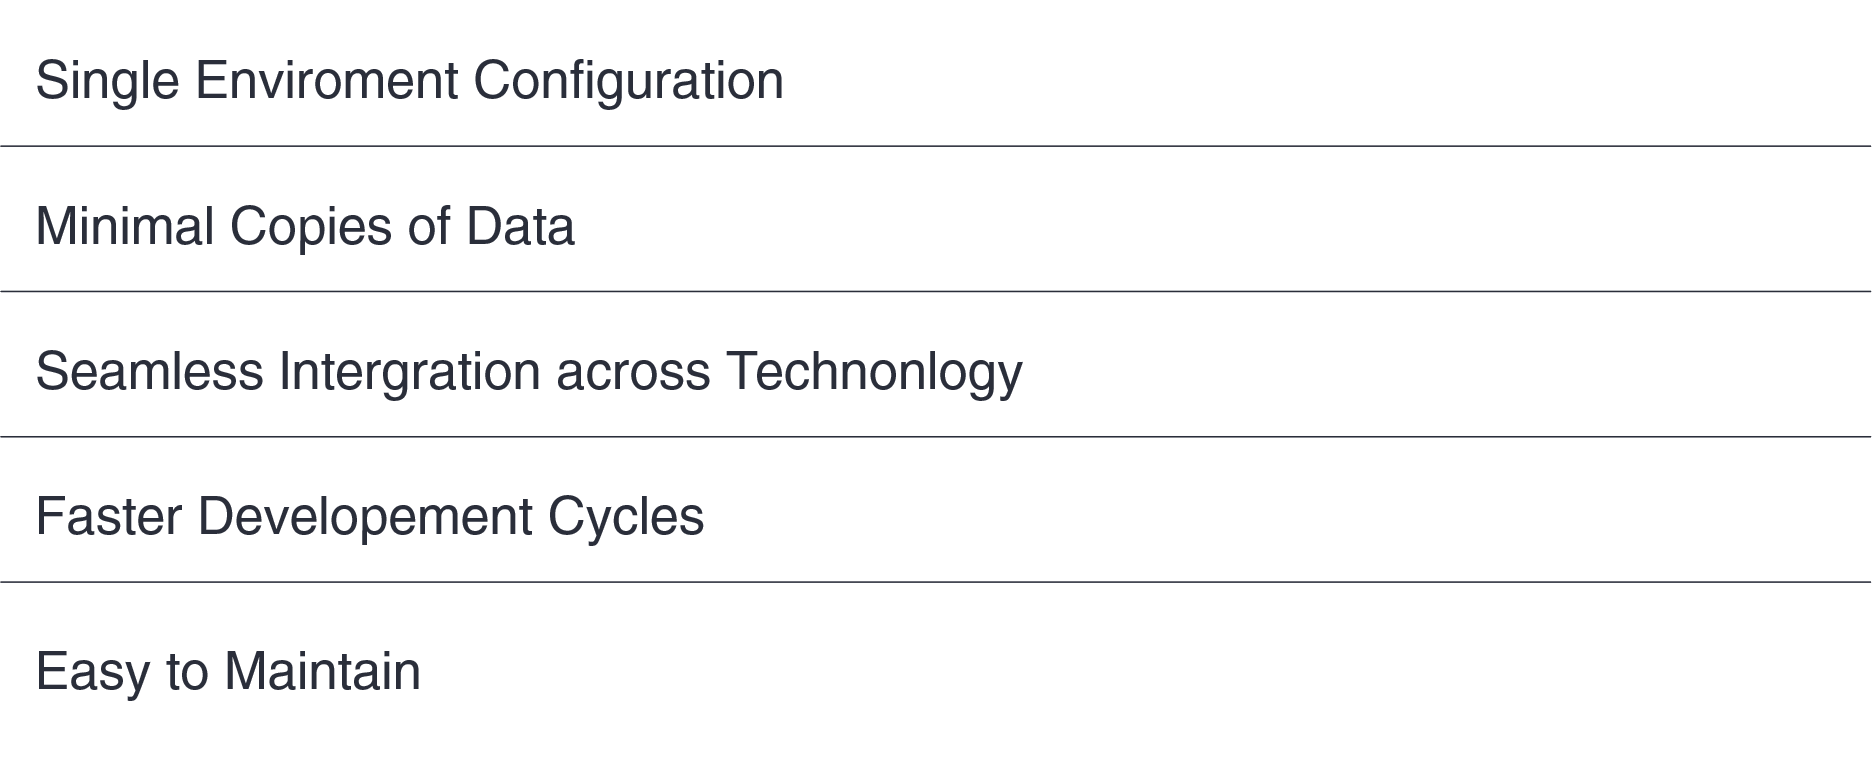 Single Enviroment Configuration
Minimal Copies of Data
Seamless Intergration across Technonlogy
Faster Developement Cycles
Easy to Maintain